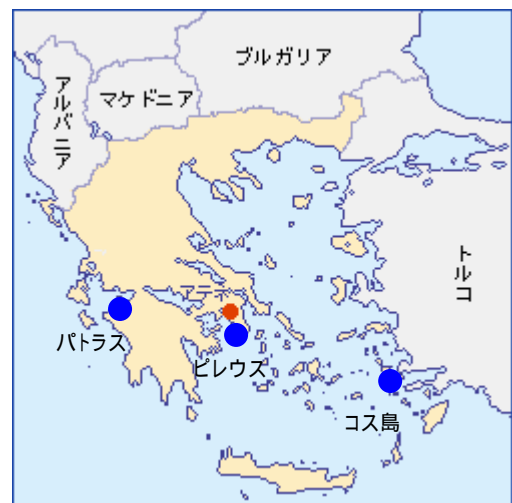 ブルガリア
アルバニア
マケドニア
トルコ
アテネ
パトラス
ピレウズ
コス島